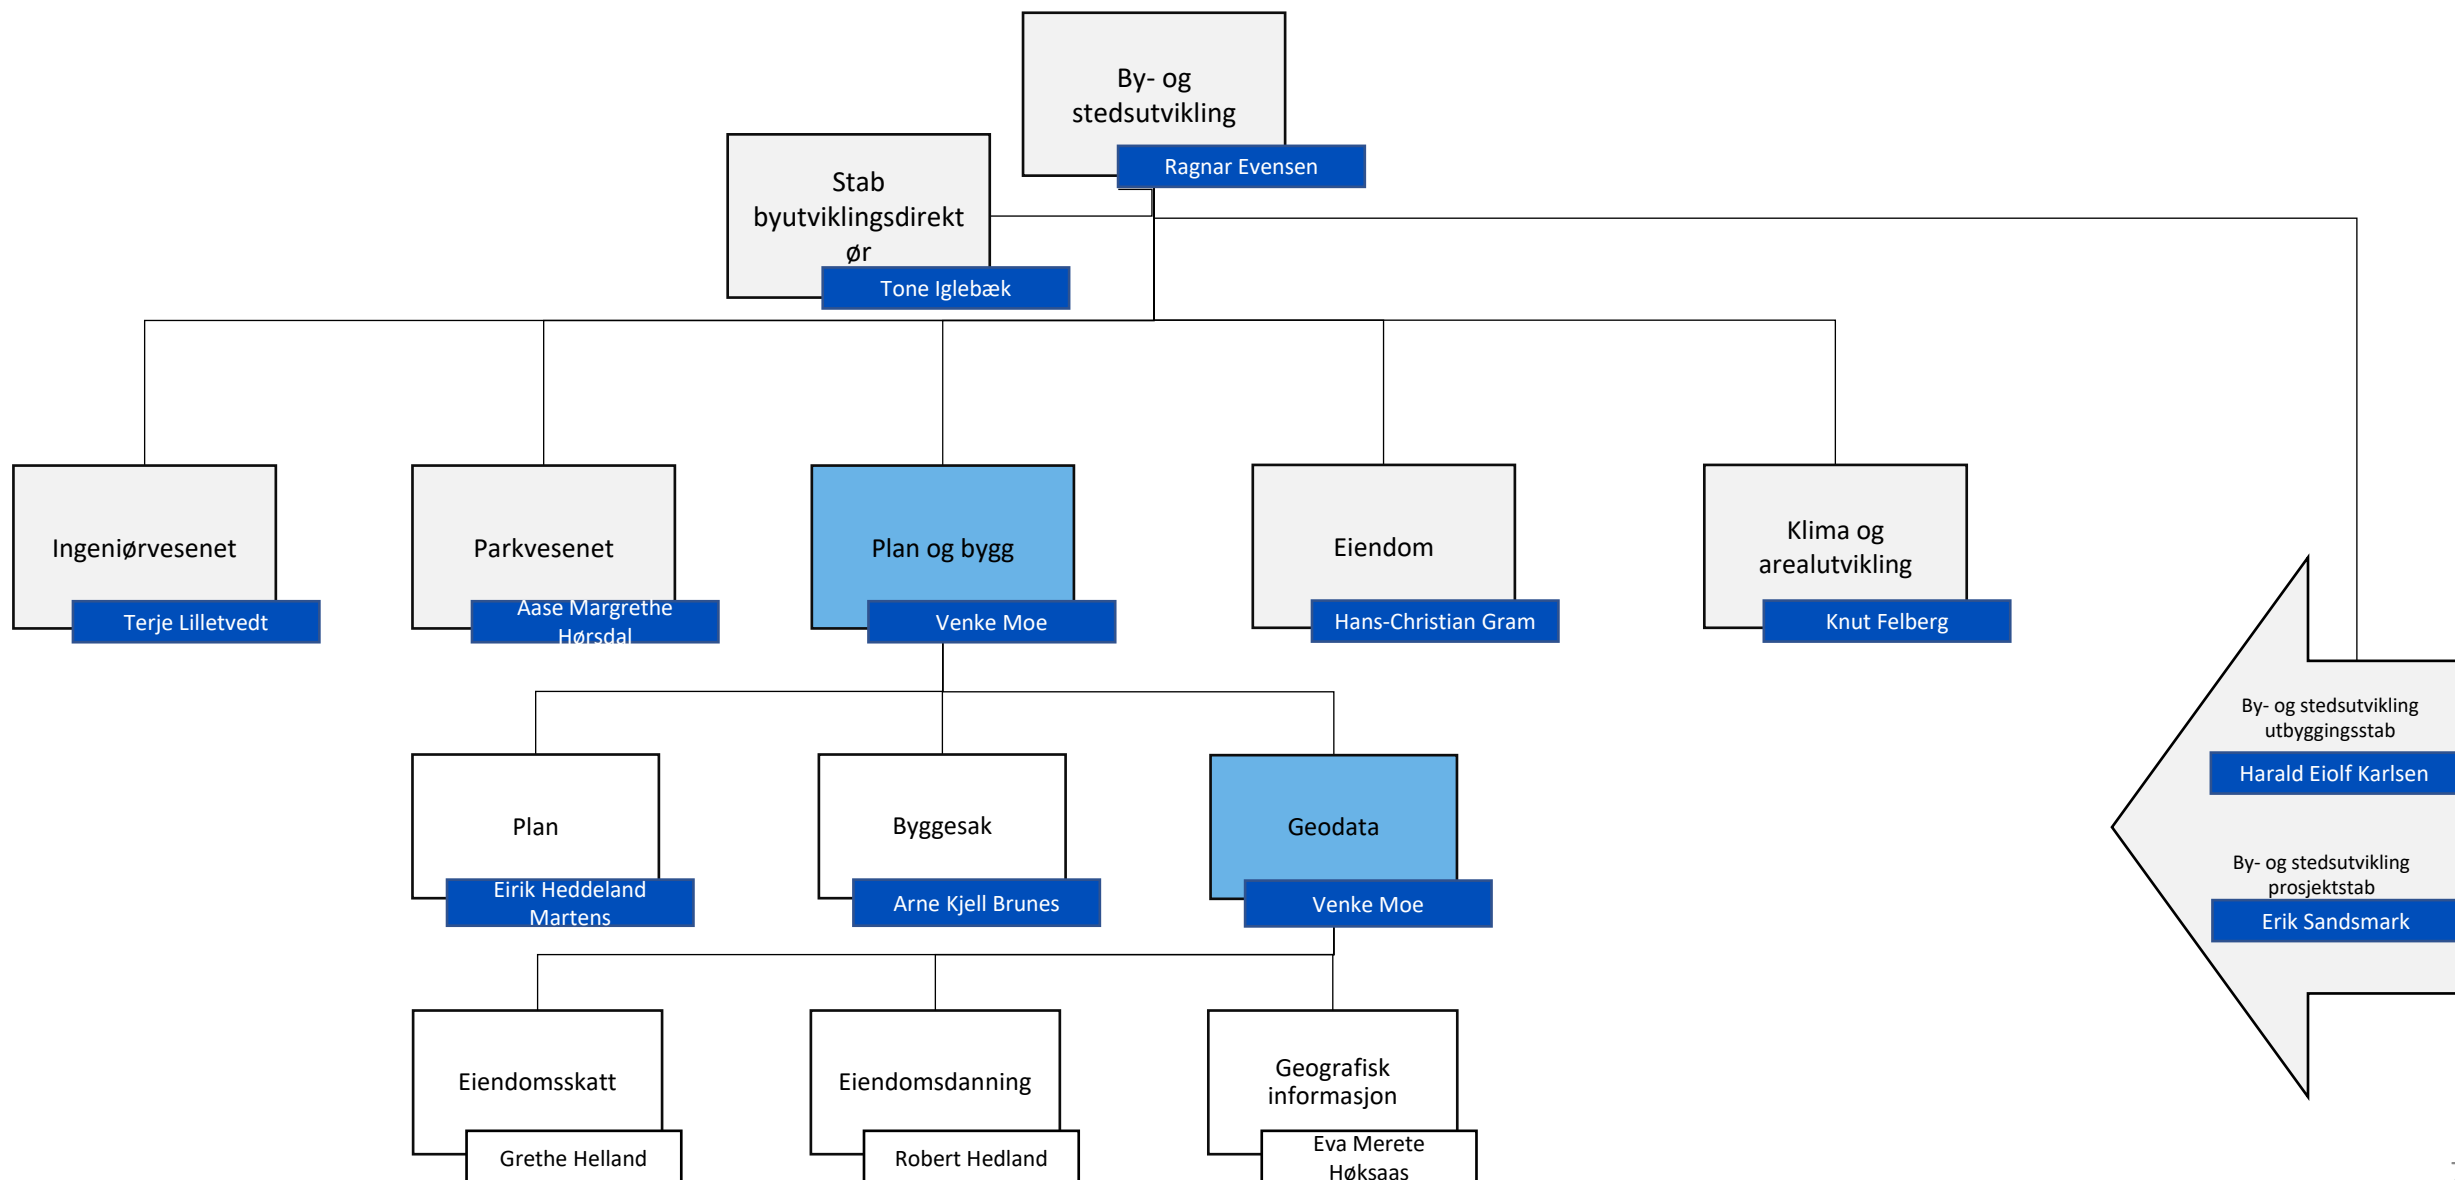 By- og
stedsutvikling
Ragnar Evensen
Stab
byutviklingsdirekt
ør
Tone Iglebæk
Ingeniørvesenet
Terje Lilletvedt
Parkvesenet
Aase Margrethe
Hørsdal
Plan og bygg
Venke Moe
Eiendom
Hans-Christian Gram
Klima og
arealutvikling
Knut Felberg
By- og stedsutvikling
utbyggingsstab
Harald Eiolf Karlsen
By- og stedsutvikling
prosjektstab
Erik Sandsmark
Plan
Eirik Heddeland
Martens
Byggesak
Arne Kjell Brunes
Geodata
Venke Moe
Eiendomsskatt
Grethe Helland
Eiendomsdanning
Robert Hedland
Geografisk
informasjon
Eva Merete
Høksaas